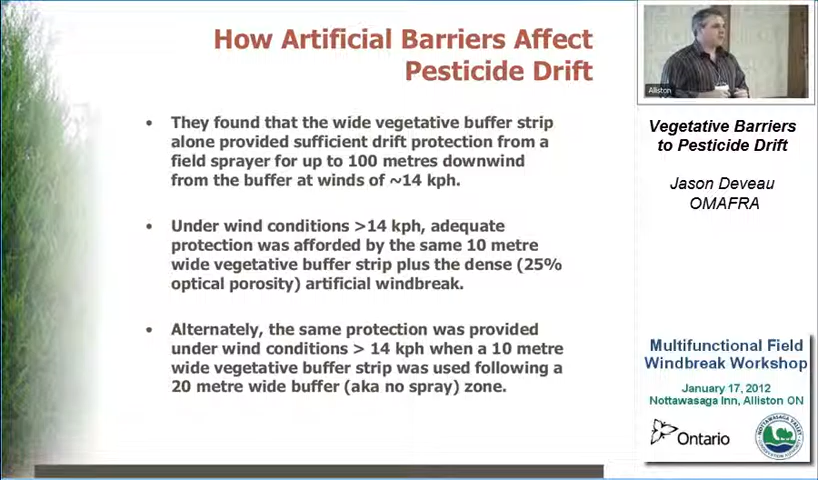 How Artificial Barriers Affect
Pesticide Drift
• They found that the wide vegetative buffer strip
alone provided sufficient drift protection from a
field sprayer for up to 100 metres downwind
from the buffer at winds of ~14 kph.
• Under wind conditions >14 kph, adequate
protection was afforded by the same 10 metre
wide vegetative buffer strip plus the dense (25%
optical porosity) artificial windbreak.
• Alternately, the same protection was provided
under wind conditions > 14 kph when a 10 metre
wide vegetative buffer strip was used following a
20 metre wide buffer (aka no spray) zone.
Alliston
Vegetative Barriers
to Pesticide Drift
Jason Deveau
OMAFRA
Multifunctional Field
Windbreak Workshop
January 17, 2012
Nottawasaga Inn, Alliston ON
Ontario
NOTTAWASAGA VALLEY
CONSERVATION AUTHORITY